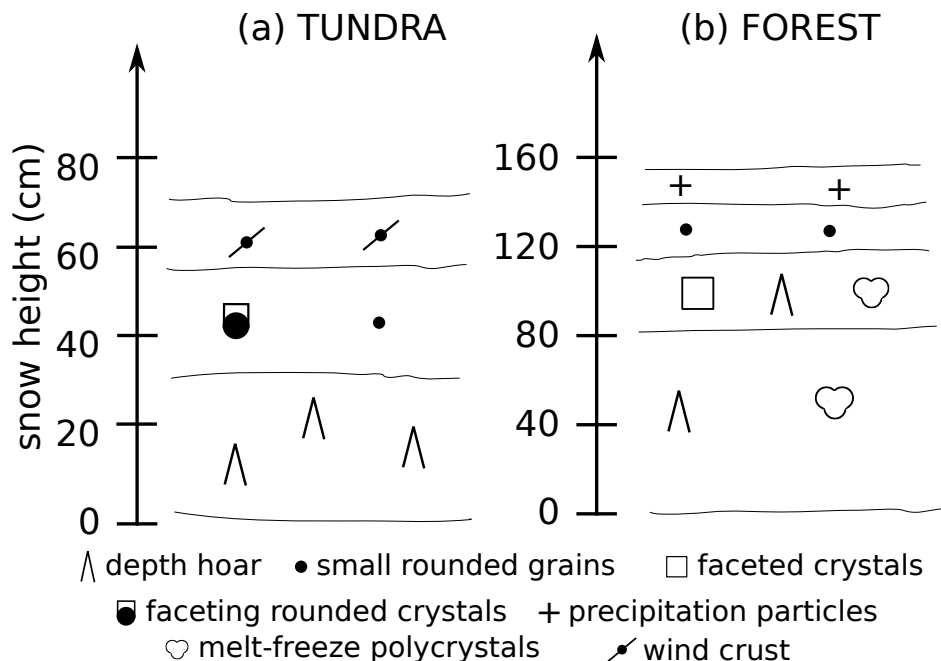 (a) TUNDRA
(b) FOREST
snow height (cm)
80
60
40
20
0
160
120
80
40
0
depth hoar
small rounded grains
faceted crystals
faceting rounded crystals
precipitation particles
melt-freeze polycrystals
wind crust